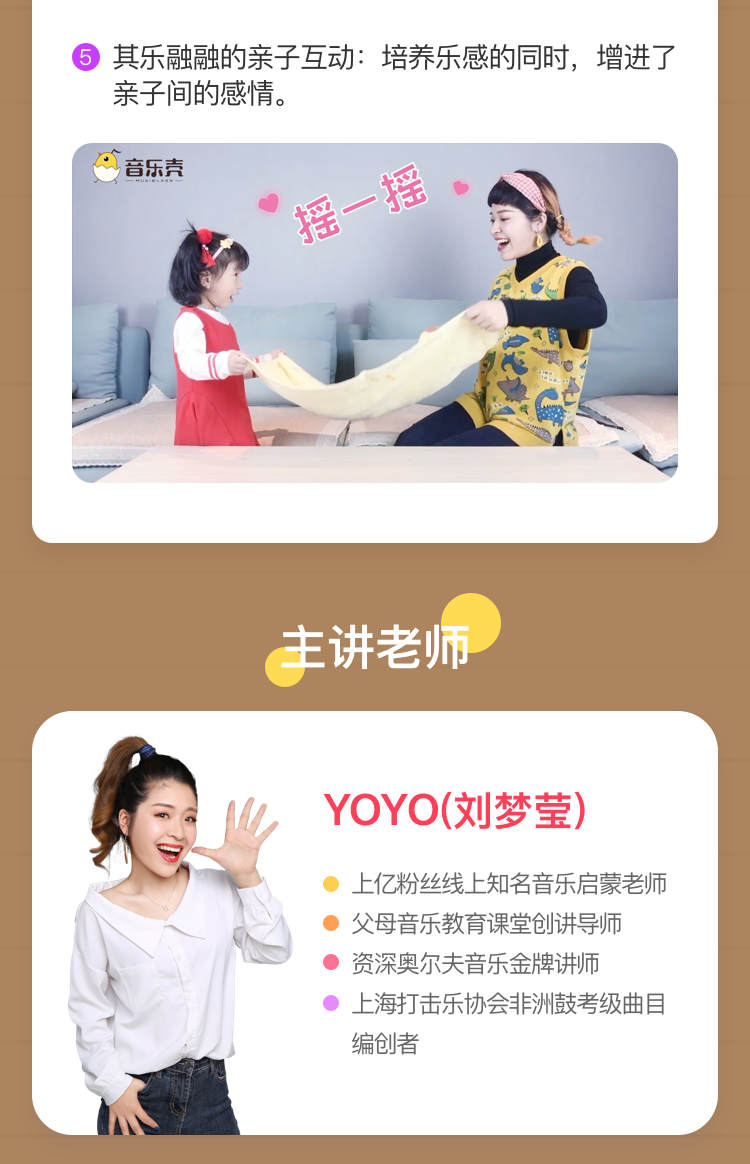 5 其乐融融的亲子互动：培养乐感的同时，增进了
亲子间的感情。
音乐壳
摇一摇
主讲老师
YOYO(刘梦莹)
上亿粉丝线上知名音乐启蒙老师
父母音乐教育课堂创讲导师
资深奥尔夫音乐金牌讲师
上海打击乐协会非洲鼓考级曲目
编创者